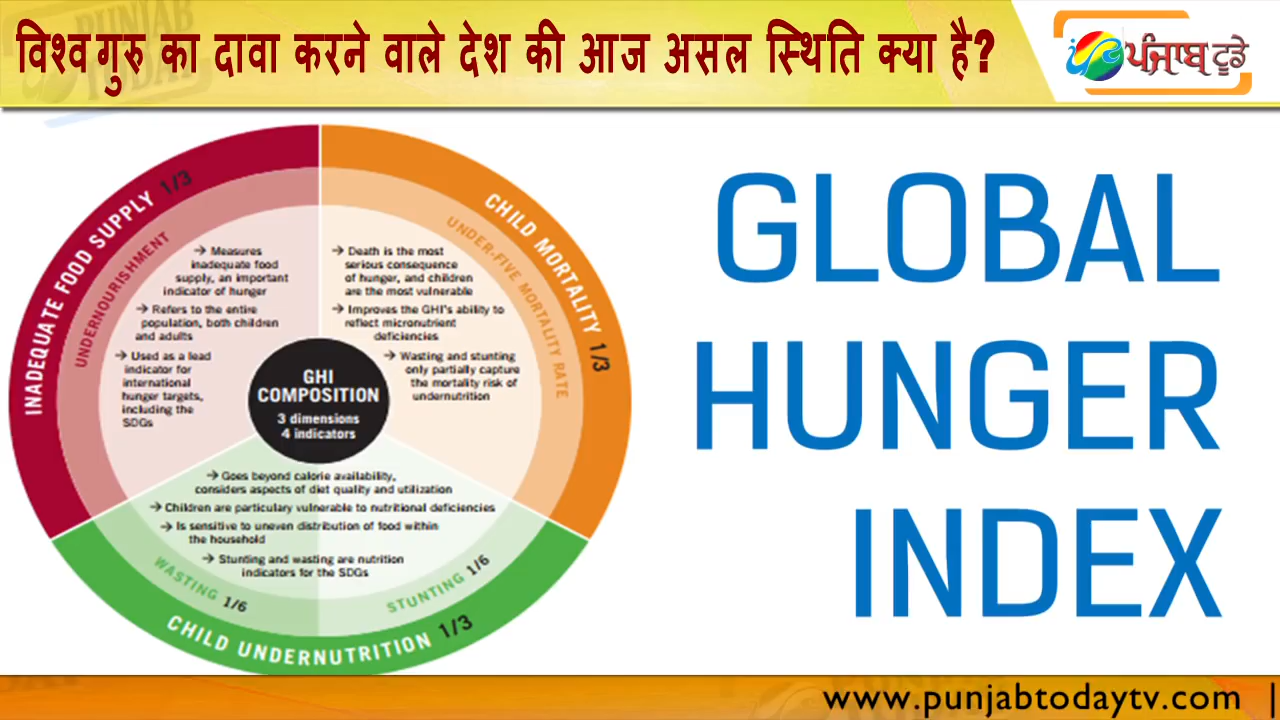 विश्वगुरु का दावा करने वाले देश की आज असल स्थिति क्या है?
ਪੰਜਾਬ ਟੂਡੇ
GLOBAL
HUNGER
INDEX
INADEQUATE FOOD SUPPLY 1/3
UNDERNOURISHMENT
→ Measures
inadequate food
supply, an important
indicator of hunger
→ Refers to the entire
population, both children
and adults
→ Used as a lead
indicator for
international
hunger targets,
including the
SDGs
CHILD MORTALITY 1/3
UNDER-FIVE MORTALITY RATE
→ Death is the most
serious consequence
of hunger, and children
are the most vulnerable
→ Improves the GHI's ability to
reflect micronutrient
deficiencies
→ Wasting and stunting
only partially capture
the mortality risk of
undernutrition
GHI
COMPOSITION
3 dimensions
4 indicators
→ Goes beyond calorie availability,
considers aspects of diet quality and utilization
→ Children are particulary vulnerable to nutritional deficiencies
→ Is sensitive to uneven distribution of food within
the household
→ Stunting and wasting are nutrition
indicators for the SDGs
WASTING 1/6
STUNTING 1/6
CHILD UNDERNUTRITION 1/3
www.punjabtodaytv.com |